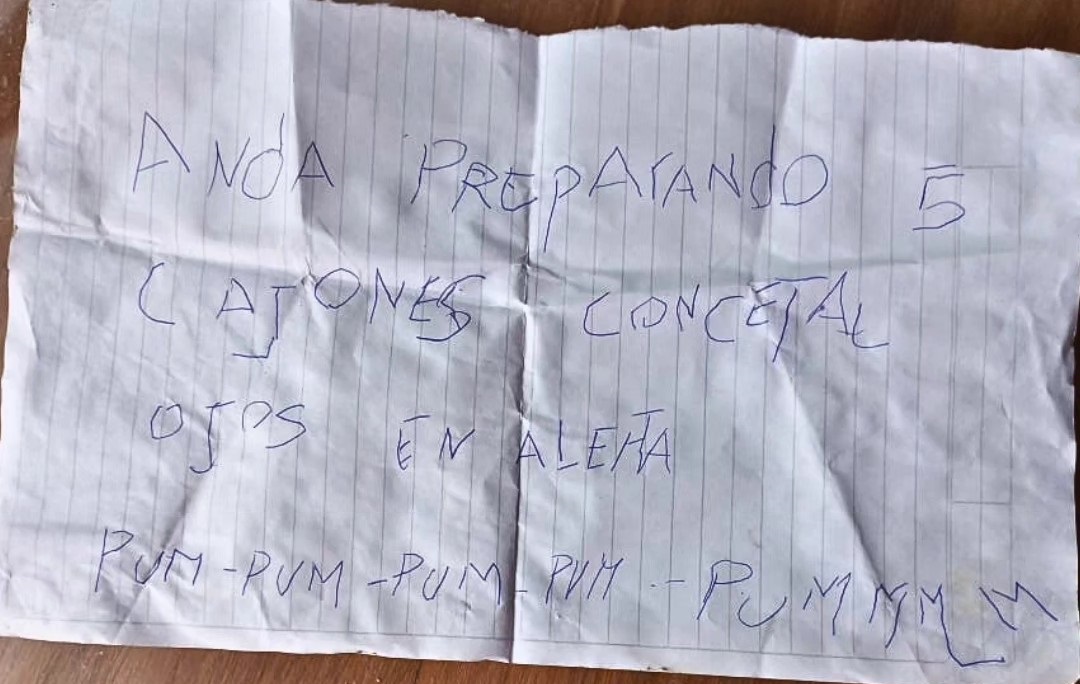 ANDA PREPArANDO 5
CAJONES CONCEJAL
OJOS EN ALERTA
PUM-PUM-PUM-PUM--PUMMMM